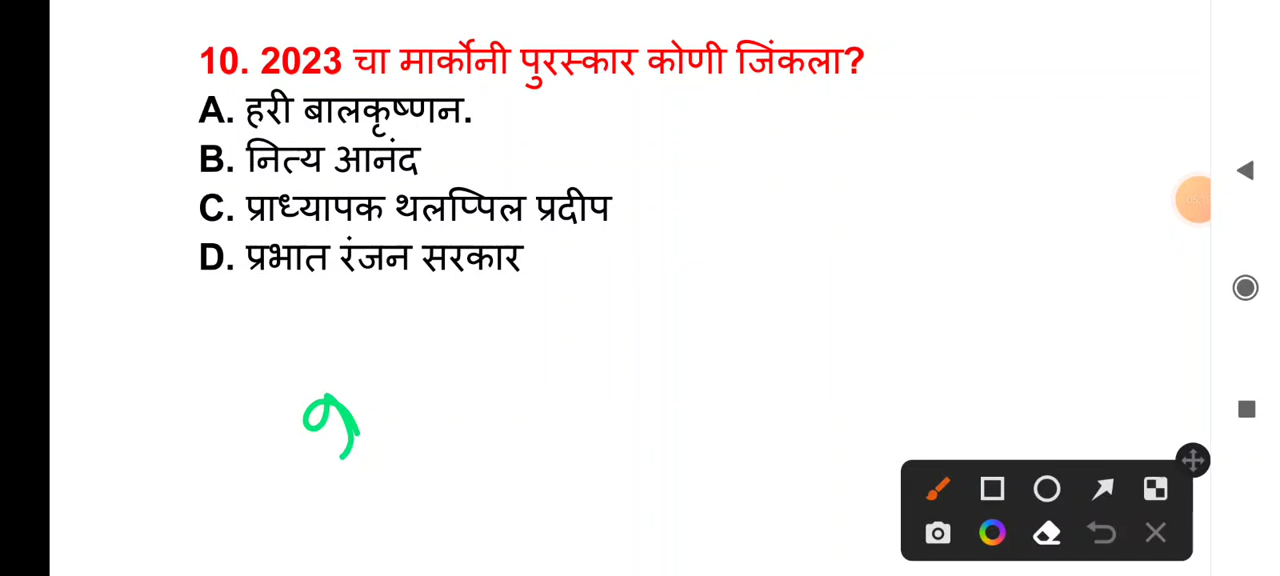 10. 2023 चा मार्कोनी पुरस्कार कोणी जिंकला?
A. हरी बालकृष्णन.
B. नित्य आनंद
C. प्राध्यापक थलप्पिल प्रदीप
D. प्रभात रंजन सरकार